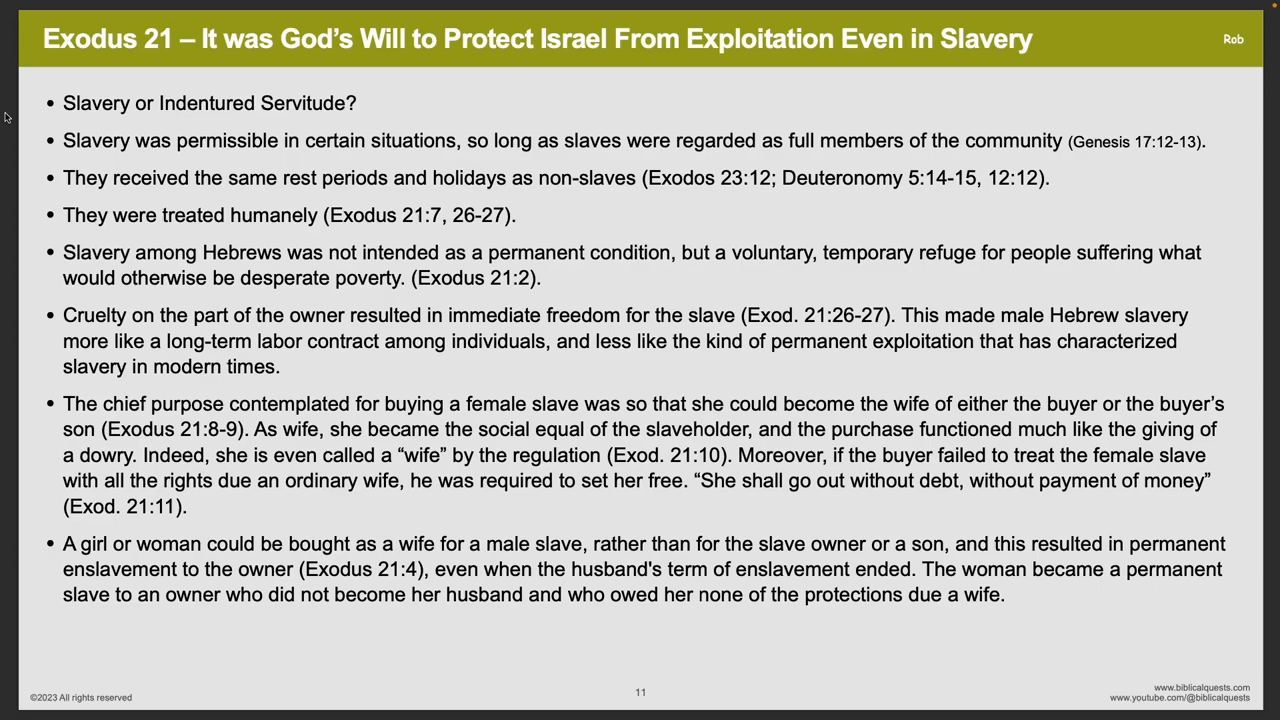 Exodus 21 – It was God's Will to Protect Israel From Exploitation Even in Slavery
Rob
• Slavery or Indentured Servitude?
• Slavery was permissible in certain situations, so long as slaves were regarded as full members of the community (Genesis 17:12-13).
• They received the same rest periods and holidays as non-slaves (Exodos 23:12; Deuteronomy 5:14-15, 12:12).
• They were treated humanely (Exodus 21:7, 26-27).
• Slavery among Hebrews was not intended as a permanent condition, but a voluntary, temporary refuge for people suffering what
would otherwise be desperate poverty. (Exodus 21:2).
• Cruelty on the part of the owner resulted in immediate freedom for the slave (Exod. 21:26-27). This made male Hebrew slavery
more like a long-term labor contract among individuals, and less like the kind of permanent exploitation that has characterized
slavery in modern times.
• The chief purpose contemplated for buying a female slave was so that she could become the wife of either the buyer or the buyer's
son (Exodus 21:8-9). As wife, she became the social equal of the slaveholder, and the purchase functioned much like the giving of
a dowry. Indeed, she is even called a “wife” by the regulation (Exod. 21:10). Moreover, if the buyer failed to treat the female slave
with all the rights due an ordinary wife, he was required to set her free. “She shall go out without debt, without payment of money”
(Exod. 21:11).
• A girl or woman could be bought as a wife for a male slave, rather than for the slave owner or a son, and this resulted in permanent
enslavement to the owner (Exodus 21:4), even when the husband's term of enslavement ended. The woman became a permanent
slave to an owner who did not become her husband and who owed her none of the protections due a wife.
©2023 All rights reserved
11
www.biblicalquests.com
www.youtube.com/@biblicalquests